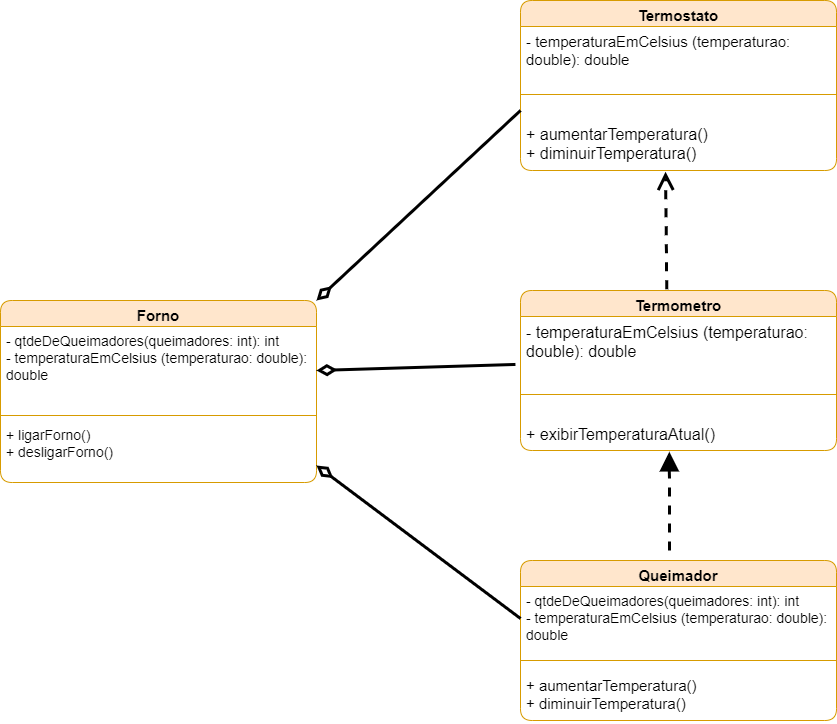 Termostato
- temperaturaEmCelsius (temperaturao:
double): double
+ aumentarTemperatura()
+ diminuirTemperatura()
Forno
- qtdeDeQueimadores(queimadores: int): int
- temperaturaEmCelsius (temperaturao: double):
double
+ ligarForno()
+ desligarForno()
Termometro
- temperaturaEmCelsius (temperaturao:
double): double
+ exibirTemperaturaAtual()
Queimador
- qtdeDeQueimadores(queimadores: int): int
- temperaturaEmCelsius (temperaturao: double):
double
+ aumentarTemperatura()
+ diminuirTemperatura()